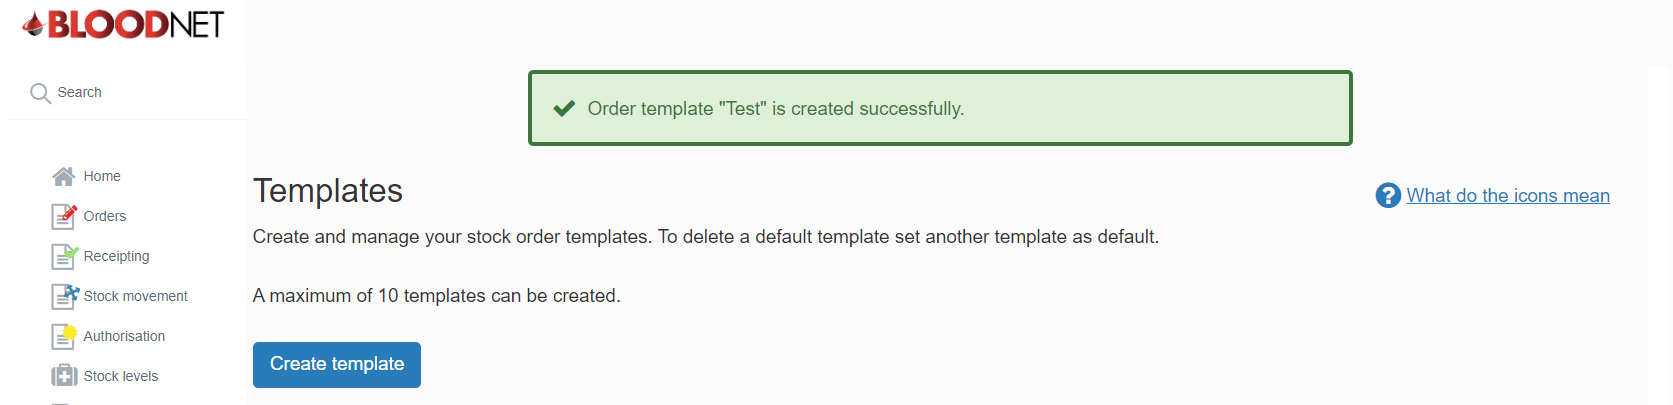 BLOODNET
Search
Home
Orders
Receipting
Stock movement
Authorisation
Stock levels
Order template "Test" is created successfully.
Templates
? What do the icons mean
Create and manage your stock order templates. To delete a default template set another template as default.
A maximum of 10 templates can be created.
Create template